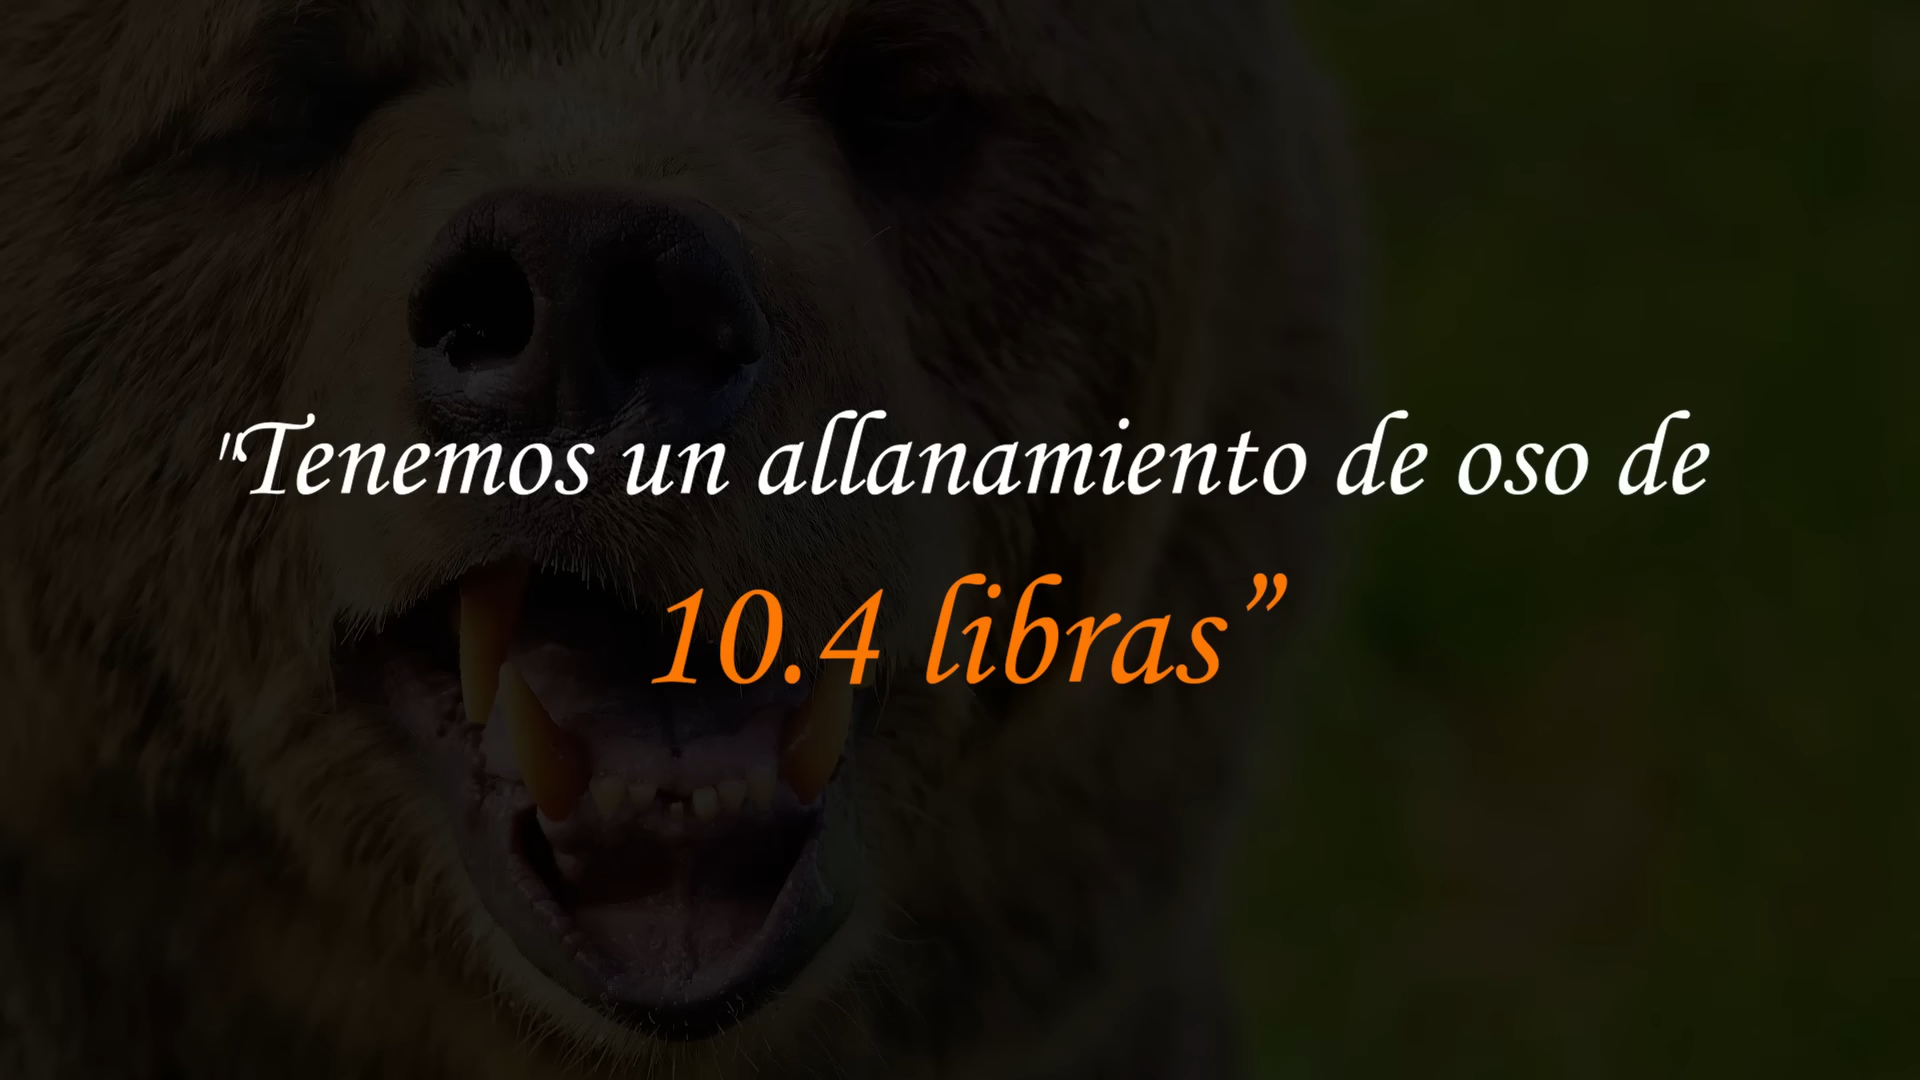 "Tenemos un allanamiento de oso de
10.4 libras”